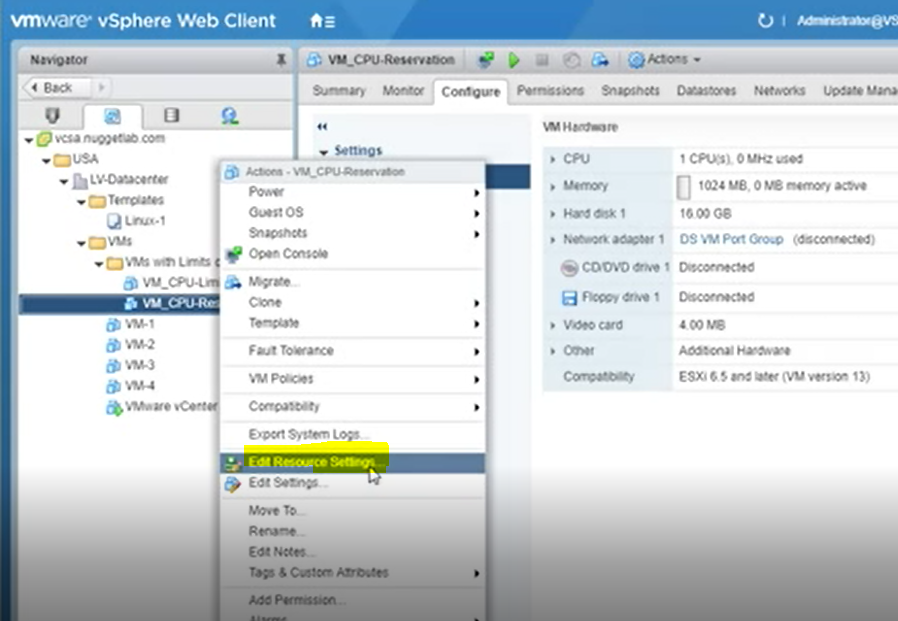 vmware® vSphere Web Client
Administrator@VS
Navigator
Back
vcsa.nuggetlab.com
USA
LV-Datacenter
Templates
Linux-1
VMs
VMs with Limits
VM_CPU-Lim
VM_CPU-Res
VM-1
VM-2
VM-3
VM-4
VMware vCenter
VM_CPU-Reservation
Actions
Summary Monitor Configure Permissions Snapshots Datastores Networks Update Mana
Settings
Actions - VM_CPU-Reservation
Power
Guest OS
Snapshots
Open Console
Migrate...
Clone
Template
Fault Tolerance
VM Policies
Compatibility
Export System Logs...
Edit Resource Settings...
Edit Settings...
Move To...
Rename...
Edit Notes...
Tags & Custom Attributes
Add Permission...
Alarms
VM Hardware
CPU 1 CPU(s), 0 MHz used
Memory 1024 MB, 0 MB memory active
Hard disk 1 16.00 GB
Network adapter 1 DS VM Port Group (disconnected)
CD/DVD drive 1 Disconnected
Floppy drive 1 Disconnected
Video card 4.00 MB
Other Additional Hardware
Compatibility ESXi 6.5 and later (VM version 13)